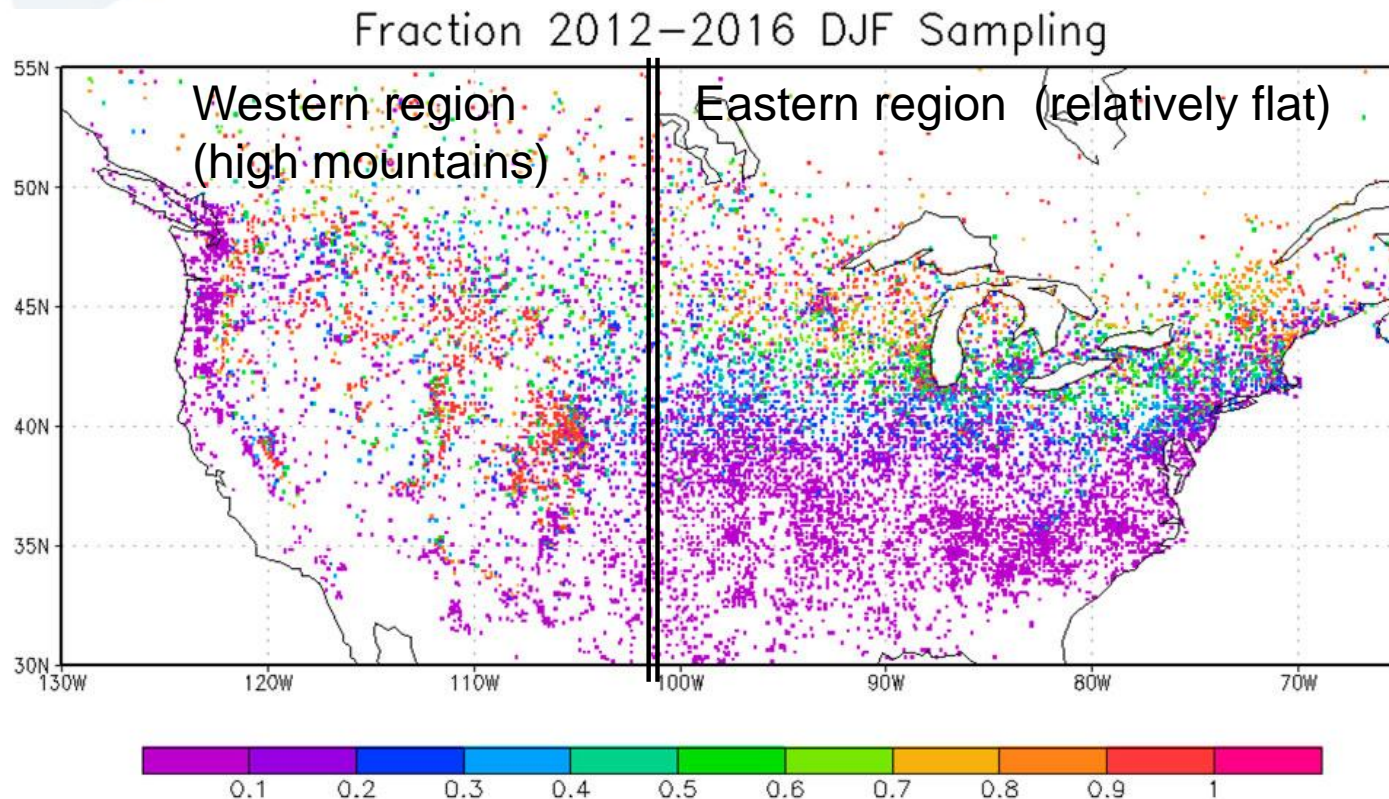 Fraction 2012-2016 DJF Sampling
Western region
(high mountains)
Eastern region (relatively flat)
55N
50N
45N
40N
35N
30N
130W 120W 110W 100W 90W 80W 70W
0.1 0.2 0.3 0.4 0.5 0.6 0.7 0.8 0.9 1